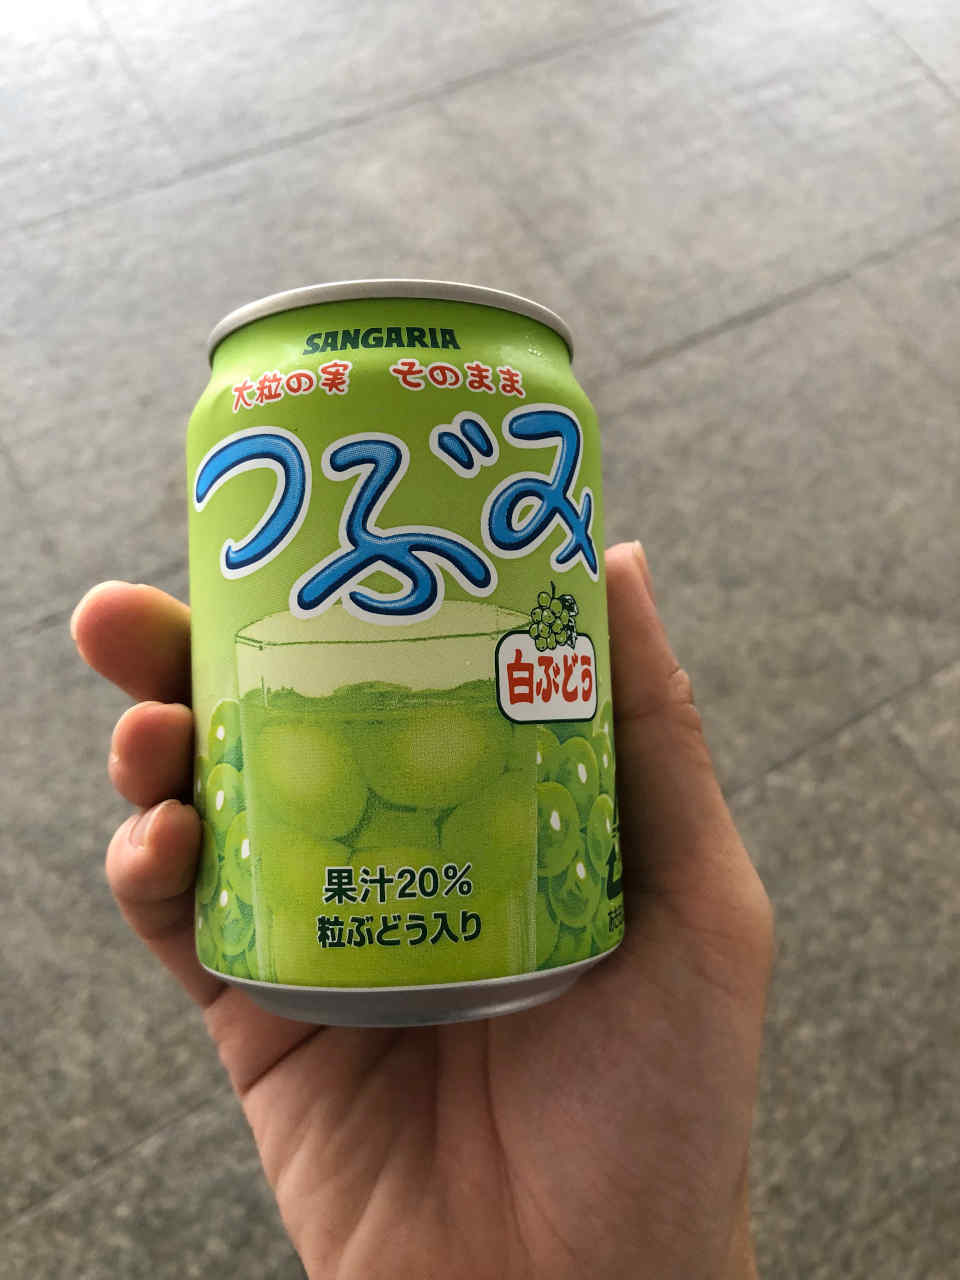 SANGARIA
大粒の実 そのまま
つぶみ
白ぶどう
果汁20%
粒ぶどう入り